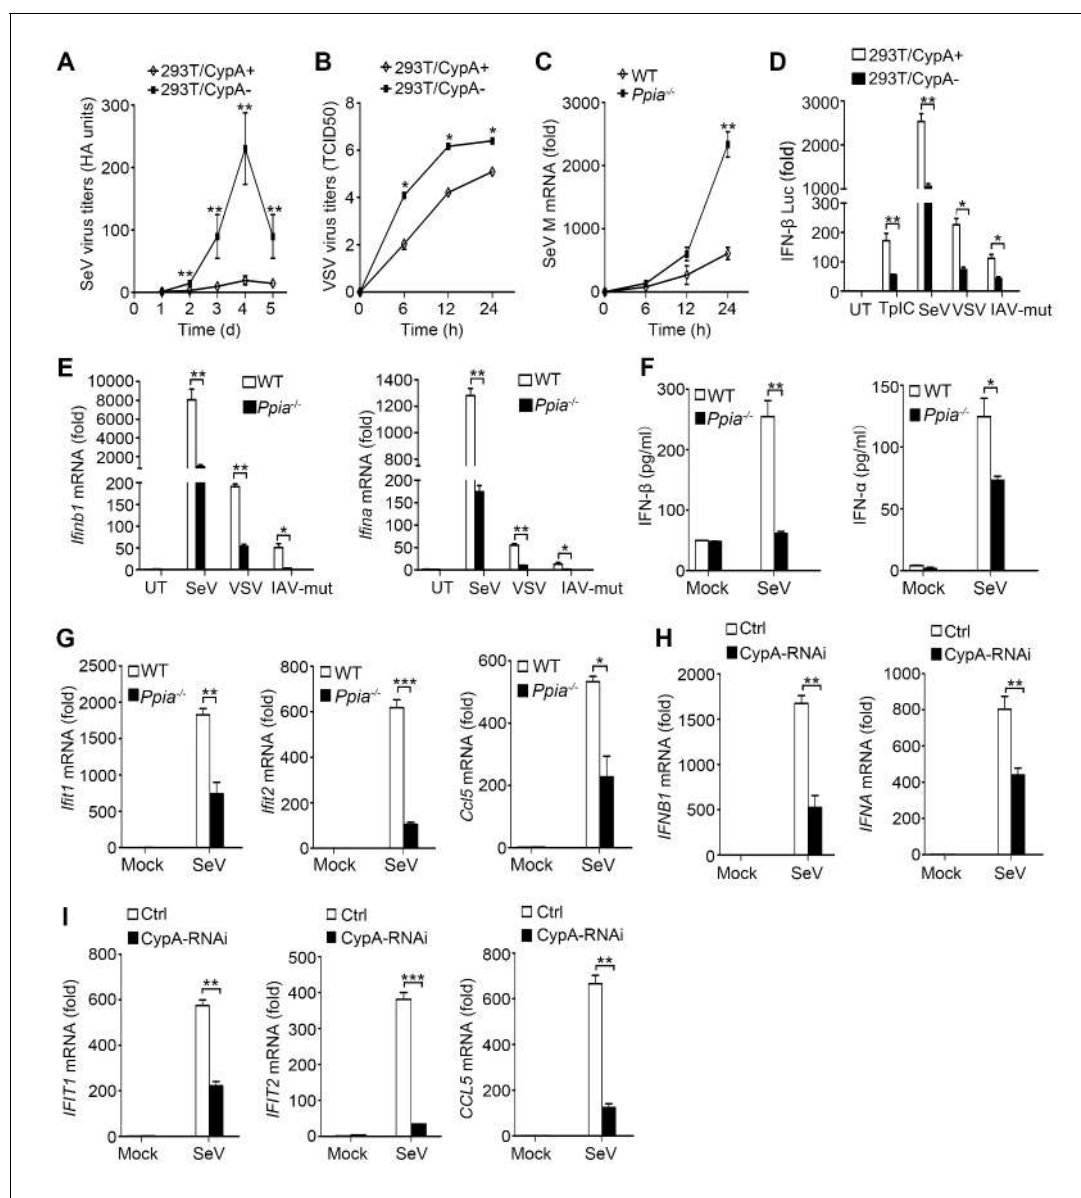 A
293T/CypA+
293T/CypA-
SeV virus titers (HA units)
300
200
100
0
**
**
**
**
0 1 2 3 4 5
Time (d)
B
293T/CypA+
293T/CypA-
VSV virus titers (TCID50)
8
6
4
2
0
*
*
*
0 6 12 24
Time (h)
C
WT
Ppia-/-
SeV M mRNA (fold)
3000
2000
1000
0
**
0 6 12 24
Time (h)
D
293T/CypA+
293T/CypA-
IFN-β Luc (fold)
3000
2000
1000
300
200
100
0
**
**
*
*
UT TpIC SeV VSV IAV-mut
E
WT
Ppia-/-
Ifinb1 mRNA (fold)
10000
8000
6000
4000
2000
200
150
100
50
0
**
**
*
UT SeV VSV IAV-mut
WT
Ppia-/-
Ifina mRNA (fold)
1400
1200
1000
800
600
400
200
150
100
50
0
**
**
*
UT SeV VSV IAV-mut
F
WT
Ppia-/-
IFN-β (pg/ml)
300
200
100
0
**
Mock SeV
WT
Ppia-/-
IFN-α (pg/ml)
150
100
50
0
*
Mock SeV
G
WT
Ppia-/-
Ifit1 mRNA (fold)
2500
2000
1500
1000
500
0
**
Mock SeV
WT
Ppia-/-
Ifit2 mRNA (fold)
800
600
400
200
0
***
Mock SeV
WT
Ppia-/-
Ccl5 mRNA (fold)
600
400
200
0
*
Mock SeV
H
Ctrl
CypA-RNAi
IFNB1 mRNA (fold)
2000
1500
1000
500
0
**
Mock SeV
Ctrl
CypA-RNAi
IFNA mRNA (fold)
1000
800
600
400
200
0
**
Mock SeV
I
Ctrl
CypA-RNAi
IFIT1 mRNA (fold)
800
600
400
200
0
**
Mock SeV
Ctrl
CypA-RNAi
IFIT2 mRNA (fold)
500
400
300
200
100
0
***
Mock SeV
Ctrl
CypA-RNAi
CCL5 mRNA (fold)
800
600
400
200
0
**
Mock SeV